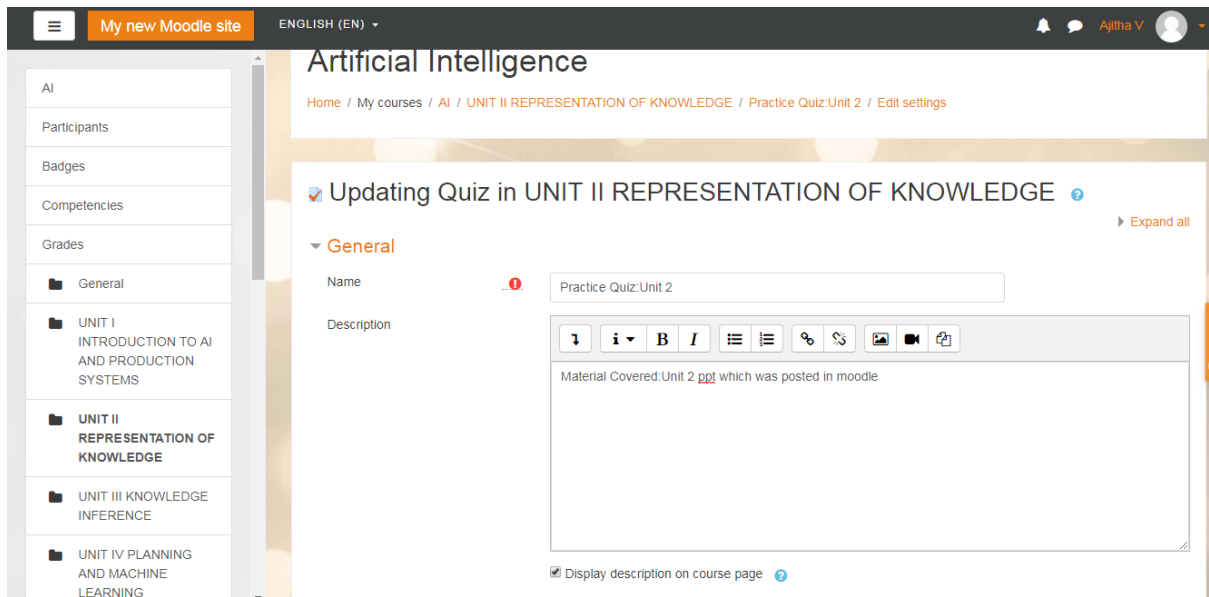 My new Moodle site
ENGLISH (EN)
Ajitha V
AI
Participants
Badges
Competencies
Grades
General
UNIT I
INTRODUCTION TO AI
AND PRODUCTION
SYSTEMS
UNIT II
REPRESENTATION OF
KNOWLEDGE
UNIT III KNOWLEDGE
INFERENCE
UNIT IV PLANNING
AND MACHINE
LEARNING
Artificial Intelligence
Home / My courses / AI / UNIT II REPRESENTATION OF KNOWLEDGE / Practice Quiz:Unit 2 / Edit settings
Updating Quiz in UNIT II REPRESENTATION OF KNOWLEDGE
Expand all
General
Name
Practice Quiz:Unit 2
Description
i B I
Material Covered:Unit 2 ppt which was posted in moodle
Display description on course page